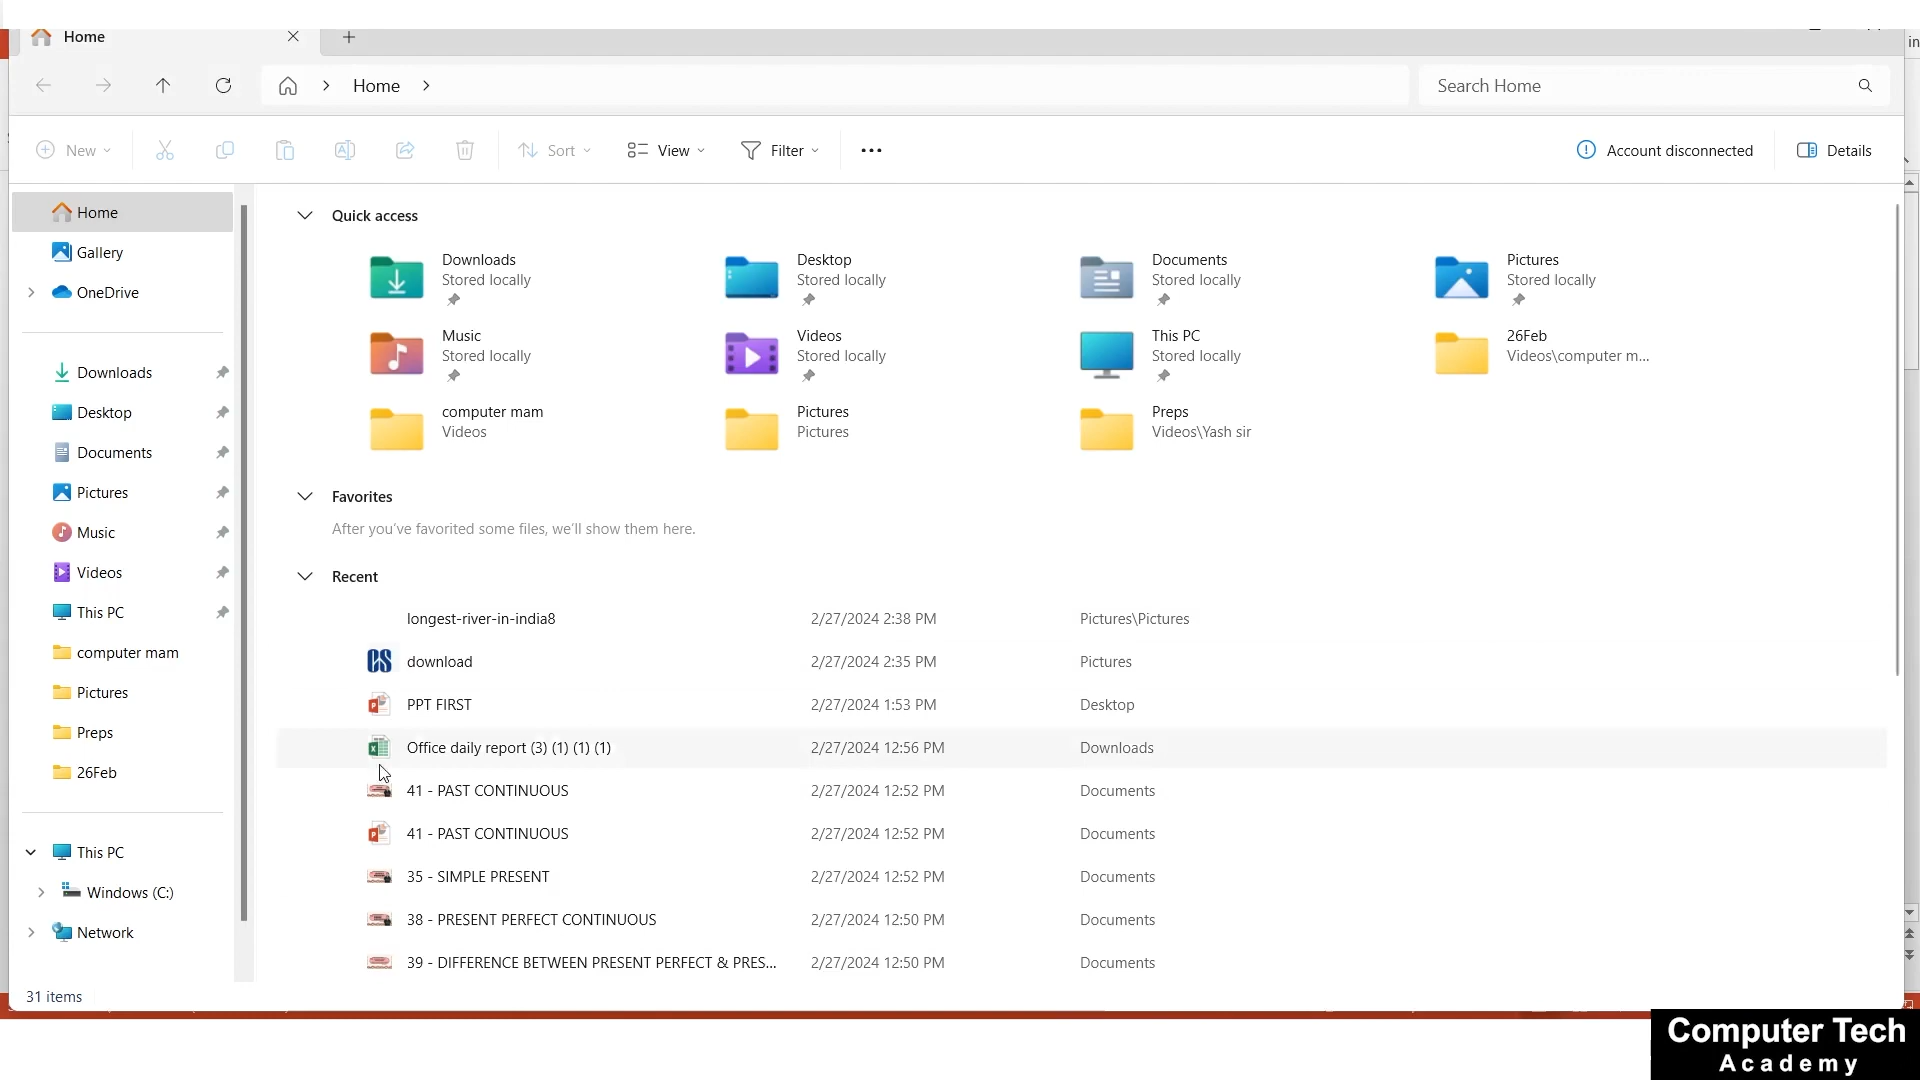 Home
in
Home
Search Home
New
Sort
View
Filter
Account disconnected
Details
Home
Gallery
OneDrive
Downloads
Desktop
Documents
Pictures
Music
Videos
This PC
computer mam
Pictures
Preps
26Feb
This PC
Windows (C:)
Network
Quick access
Downloads
Stored locally
Desktop
Stored locally
Documents
Stored locally
Pictures
Stored locally
Music
Stored locally
Videos
Stored locally
This PC
Stored locally
26Feb
Videos\computer m...
computer mam
Videos
Pictures
Pictures
Preps
Videos\Yash sir
Favorites
After you've favorited some files, we'll show them here.
Recent
longest-river-in-india8 2/27/2024 2:38 PM Pictures\Pictures
download 2/27/2024 2:35 PM Pictures
PPT FIRST 2/27/2024 1:53 PM Desktop
Office daily report (3) (1) (1) (1) 2/27/2024 12:56 PM Downloads
41 - PAST CONTINUOUS 2/27/2024 12:52 PM Documents
41 - PAST CONTINUOUS 2/27/2024 12:52 PM Documents
35 - SIMPLE PRESENT 2/27/2024 12:52 PM Documents
38 - PRESENT PERFECT CONTINUOUS 2/27/2024 12:50 PM Documents
39 - DIFFERENCE BETWEEN PRESENT PERFECT & PRES... 2/27/2024 12:50 PM Documents
31 items
Computer Tech
Academy